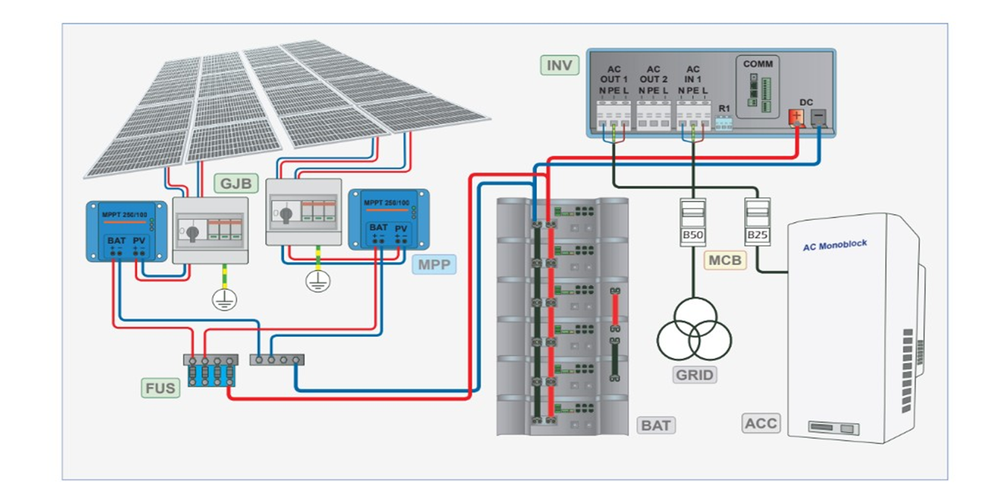 INV
AC
OUT 1
N PE L
AC
OUT 2
N PE L
AC
IN 1
N PE L
COMM
R1
DC
+
−
GJB
MPPT 250/100
BAT PV
+ − + −
MPPT 250/100
BAT PV
+ − + −
MPP
B50
B25
MCB
AC Monoblock
GRID
FUS
BAT
ACC